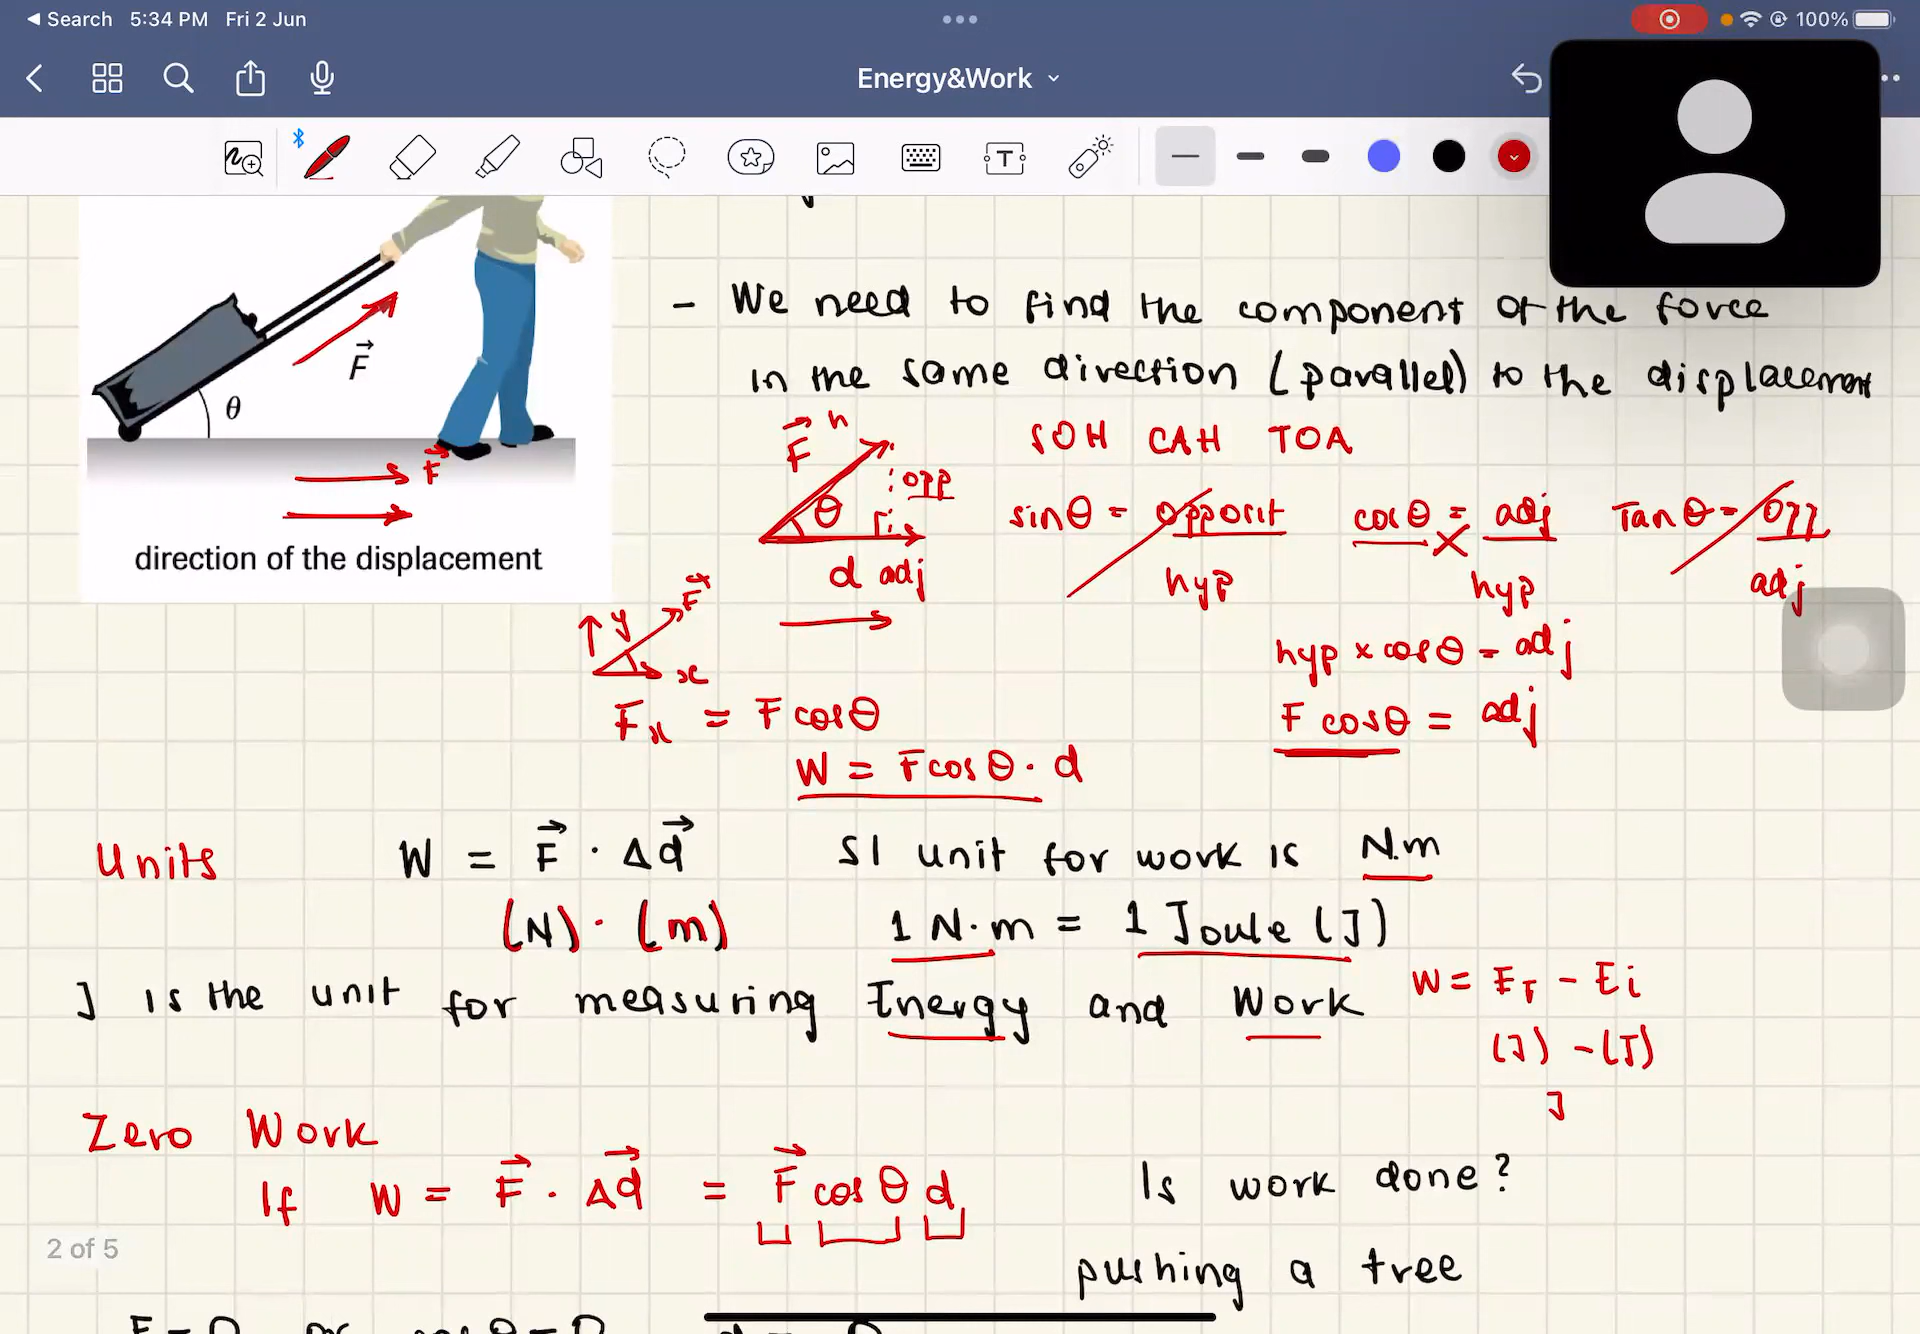 Search 5:34 PM Fri 2 Jun
100%
Energy&Work
- We need to find the component of the force
in the same direction (parallel) to the displacement
F
θ
F
direction of the displacement
F h
θ
opp
d adj
SOH CAH TOA
sinθ = opposit
hyp
cosθ = adj
hyp
Tanθ = opp
adj
y F
x
hyp x cosθ = adj
Fx = F cosθ
F cosθ = adj
W = Fcosθ · d
Units W = F · Δd SI unit for work is N.m
(N) · (m) 1 N·m = 1 Joule (J)
J is the unit for measuring Energy and Work
W = EF - Ei
(J) - (J)
J
Zero Work
If W = F · Δd = F cosθ d
Is work done?
pushing a tree
2 of 5